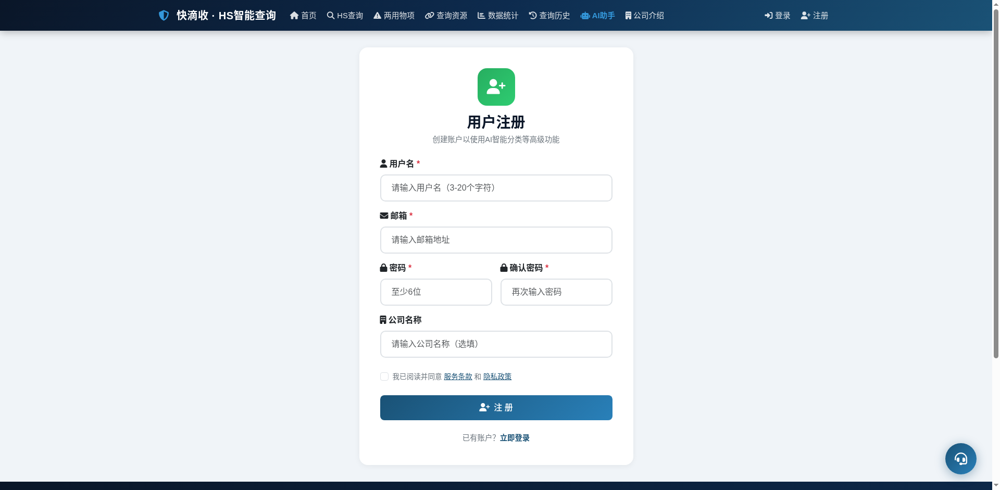 快滴收 · HS智能查询 首页 HS查询 两用物项 查询资源 数据统计 查询历史 AI助手 公司介绍 登录 注册
用户注册
创建账户以使用AI智能分类等高级功能
用户名 *
请输入用户名（3-20个字符）
邮箱 *
请输入邮箱地址
密码 * 确认密码 *
至少6位 再次输入密码
公司名称
请输入公司名称（选填）
我已阅读并同意 服务条款 和 隐私政策
注 册
已有账户？立即登录